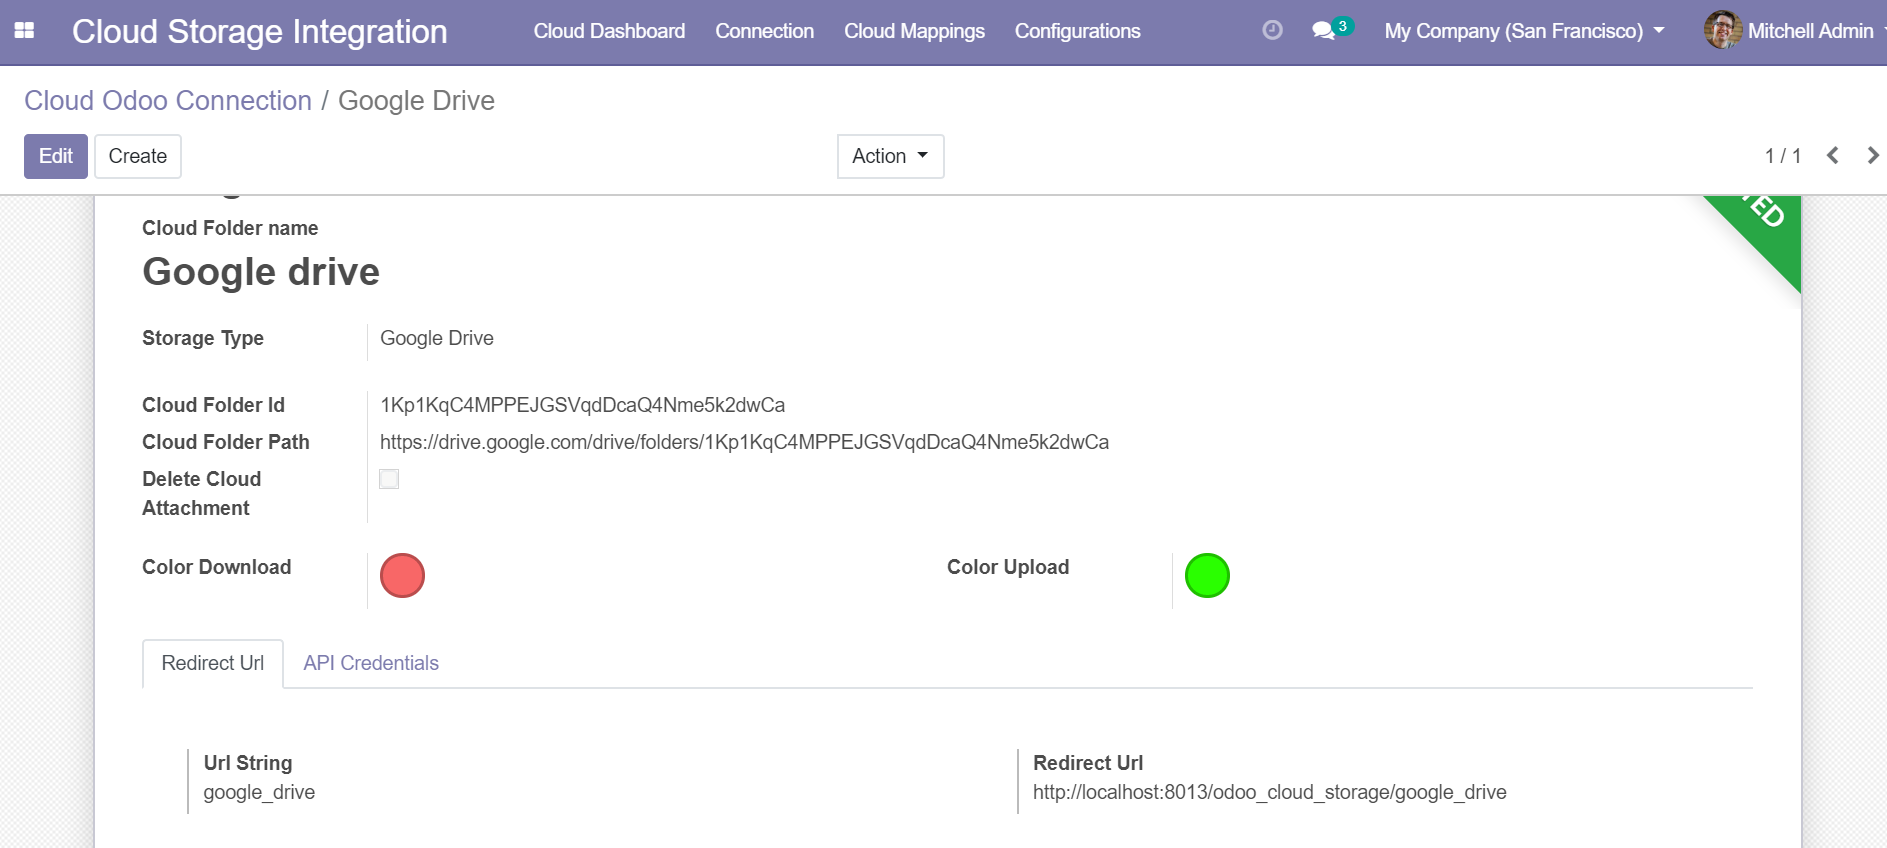 Cloud Storage Integration Cloud Dashboard Connection Cloud Mappings Configurations 3 My Company (San Francisco) Mitchell Admin
Cloud Odoo Connection / Google Drive
Edit Create Action 1 / 1
Cloud Folder name
Google drive
Storage Type Google Drive
Cloud Folder Id 1Kp1KqC4MPPEJGSVqdDcaQ4Nme5k2dwCa
Cloud Folder Path https://drive.google.com/drive/folders/1Kp1KqC4MPPEJGSVqdDcaQ4Nme5k2dwCa
Delete Cloud
Attachment
Color Download Color Upload
Redirect Url API Credentials
Url String Redirect Url
google_drive http://localhost:8013/odoo_cloud_storage/google_drive